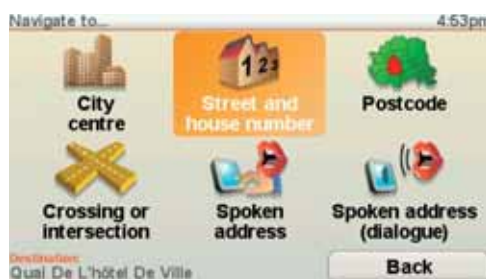 Navigate to... 4:53pm
123
City centre
Street and house number
Postcode
Crossing or intersection
Spoken address
Spoken address (dialogue)
Destination:
Quai De L'hôtel De Ville
Back